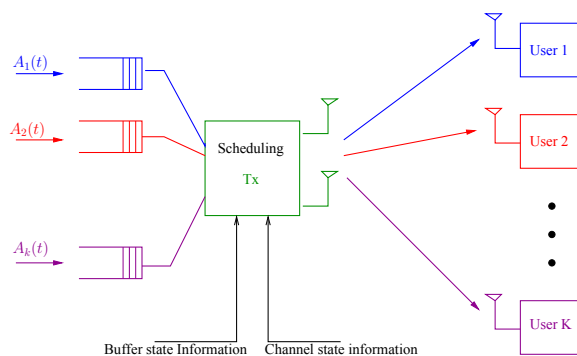 A₁(t)
User 1
A₂(t)
Scheduling
Tx
User 2
Aₖ(t)
User K
Buffer state Information
Channel state information